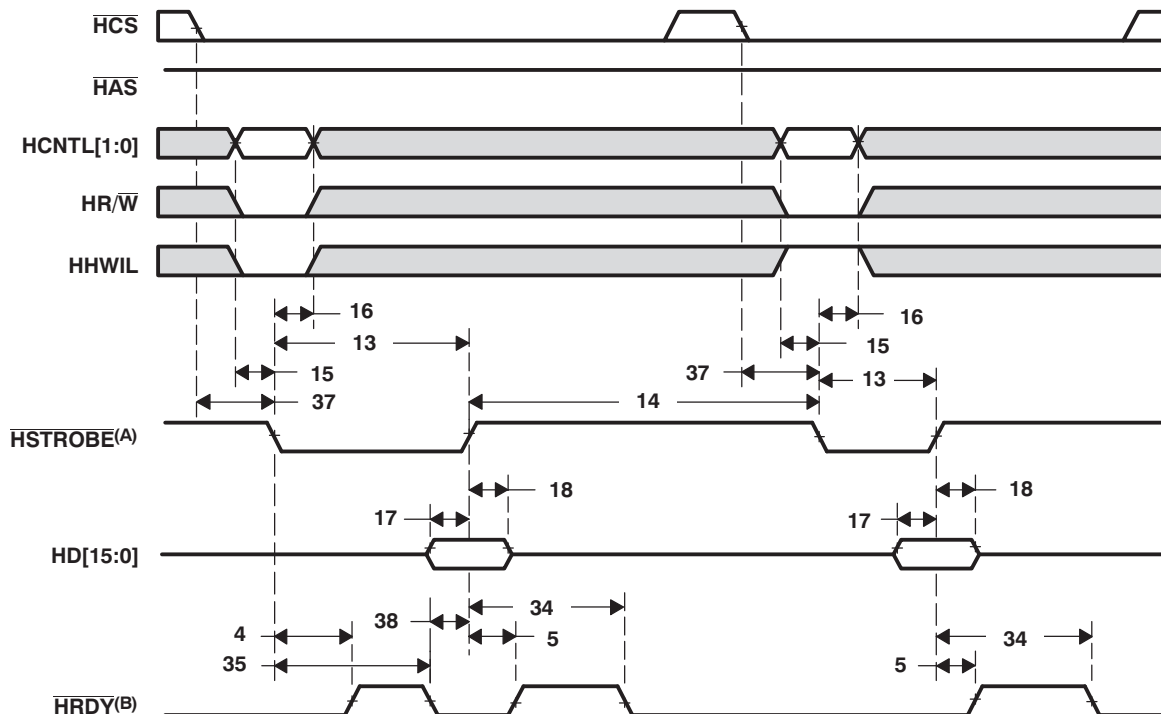 HCS
HAS
HCNTL[1:0]
HR/W
HHWIL
16 16
13 15
15 37 13
37 14
HSTROBE(A)
18 18
17 17
HD[15:0]
34
38
4 5 34
35 5
HRDY(B)